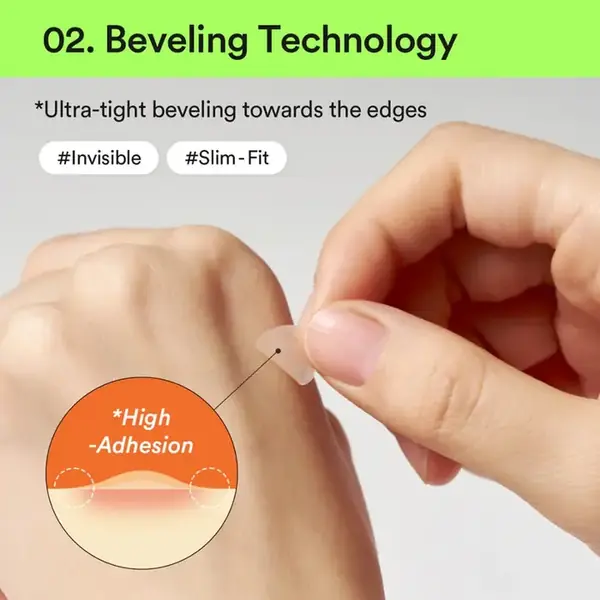 02. Beveling Technology
*Ultra-tight beveling towards the edges
#Invisible
#Slim-Fit
*High
-Adhesion